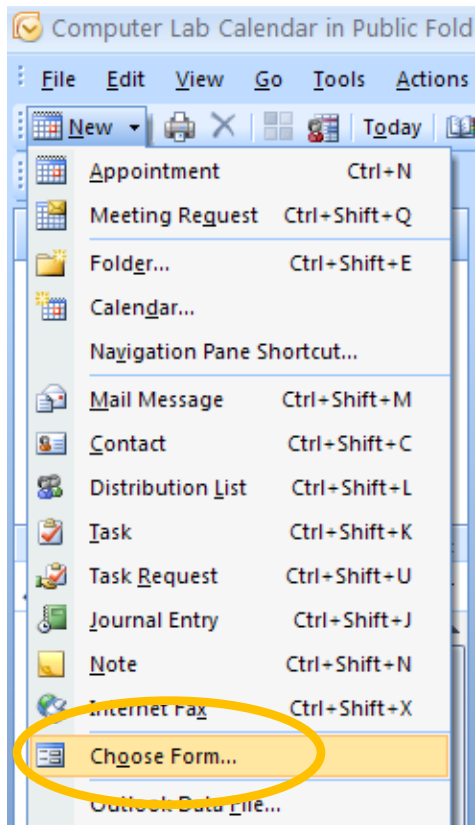 Computer Lab Calendar in Public Fold
File Edit View Go Tools Actions
New Today
Appointment Ctrl+N
Meeting Request Ctrl+Shift+Q
Folder... Ctrl+Shift+E
Calendar...
Navigation Pane Shortcut...
Mail Message Ctrl+Shift+M
Contact Ctrl+Shift+C
Distribution List Ctrl+Shift+L
Task Ctrl+Shift+K
Task Request Ctrl+Shift+U
Journal Entry Ctrl+Shift+J
Note Ctrl+Shift+N
Internet Fax Ctrl+Shift+X
Choose Form...
Outlook Data File...